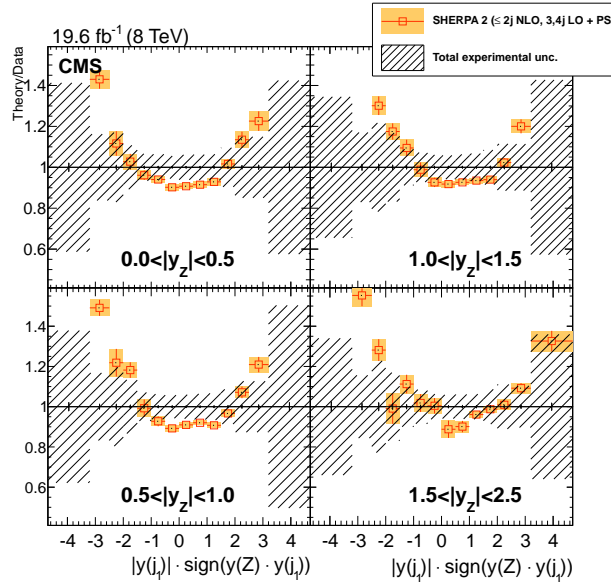 19.6 fb⁻¹ (8 TeV)
SHERPA 2 (≤ 2j NLO, 3,4j LO + PS
Total experimental unc.
CMS
Theory/Data
1.4
1.2
1
0.8
0.6
0.0<|y_Z|<0.5
1.0<|y_Z|<1.5
1.4
1.2
1
0.8
0.6
0.5<|y_Z|<1.0
1.5<|y_Z|<2.5
-4 -3 -2 -1 0 1 2 3 4
-4 -3 -2 -1 0 1 2 3 4
|y(j₁)| · sign(y(Z) · y(j₁))
|y(j₁)| · sign(y(Z) · y(j₁))